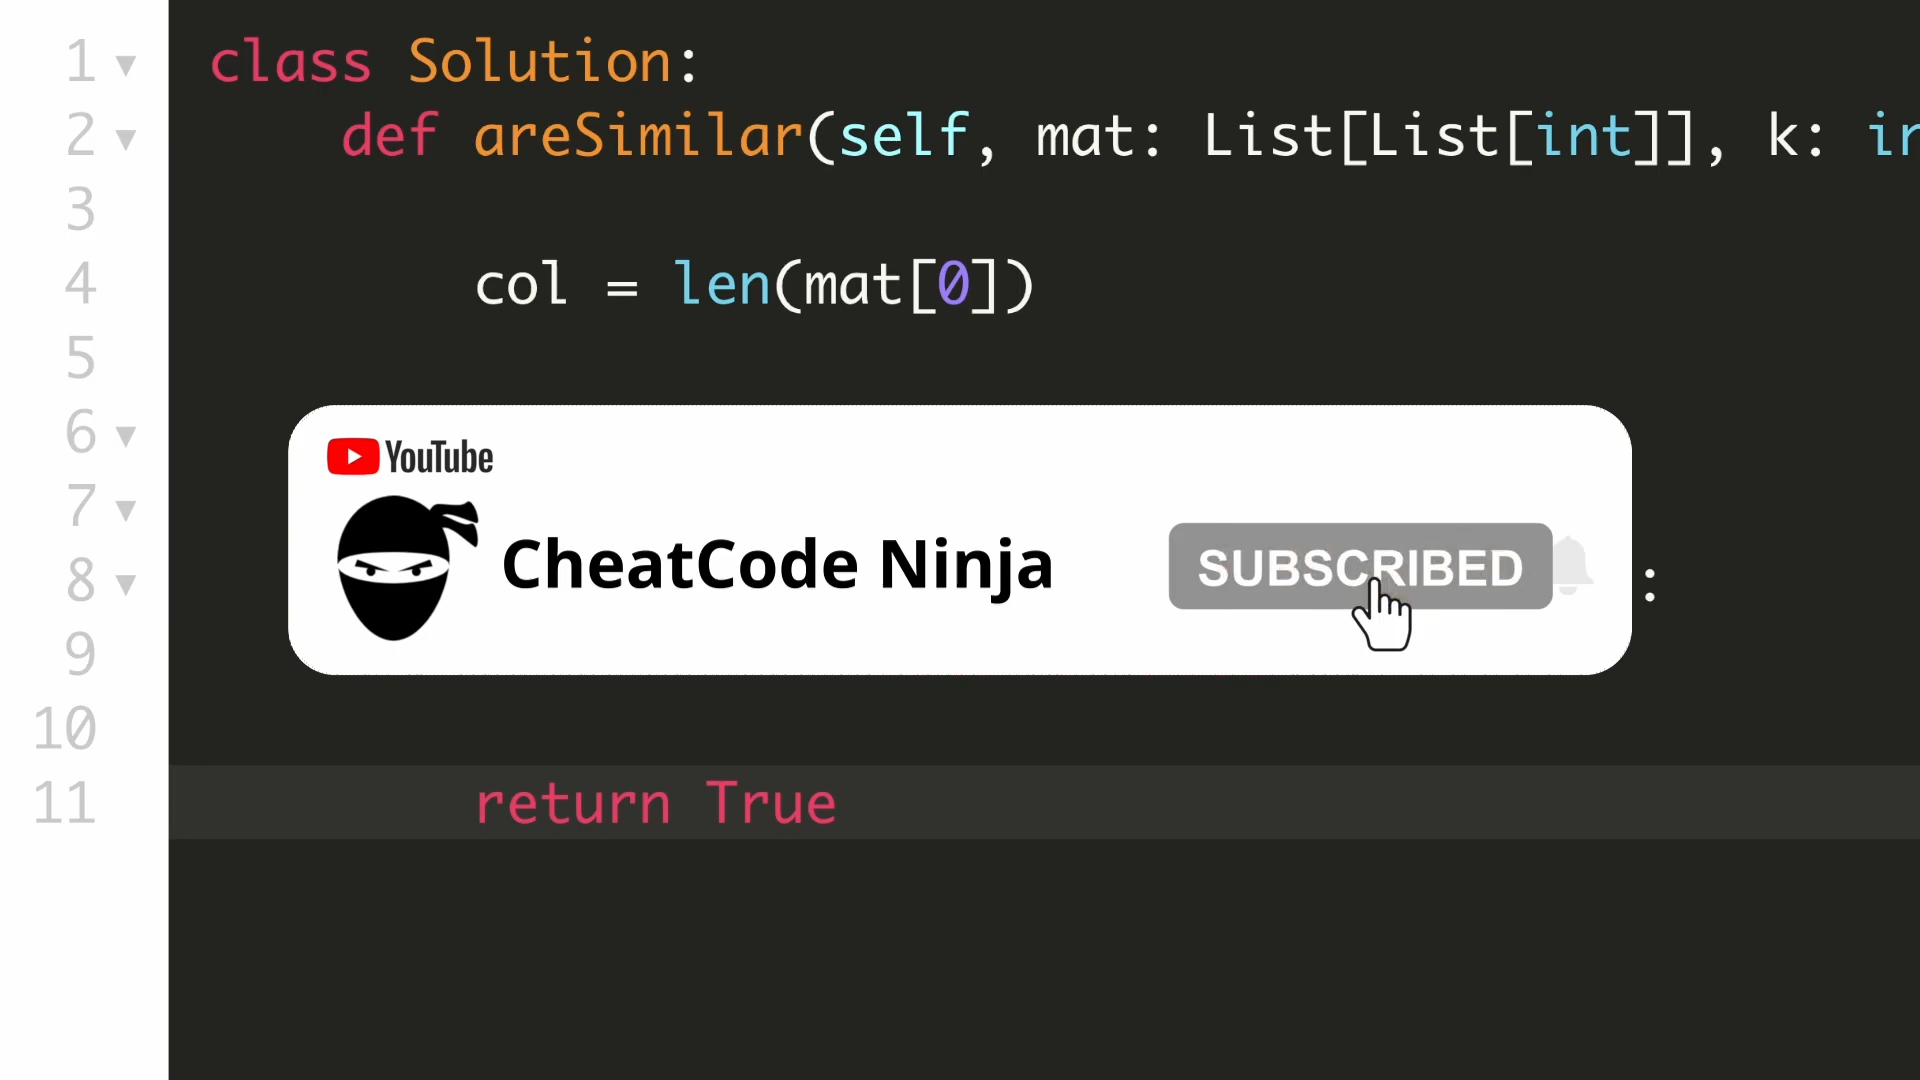 1 class Solution:
2 def areSimilar(self, mat: List[List[int]], k: in
3
4 col = len(mat[0])
5
6
7
8 :
9
10
11 return True
YouTube
CheatCode Ninja
SUBSCRIBED